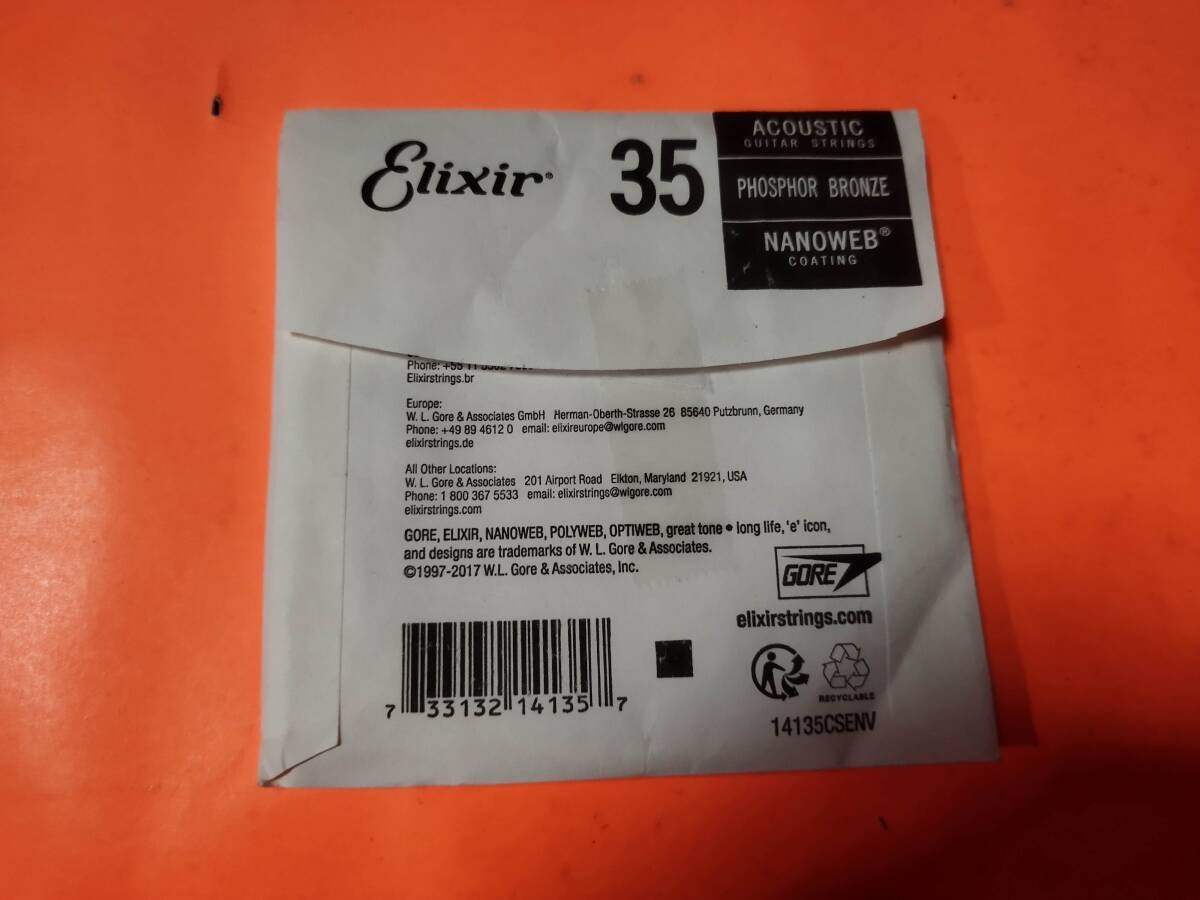 Elixir®
35
ACOUSTIC
GUITAR STRINGS
PHOSPHOR BRONZE
NANOWEB®
COATING
Phone: +55 11
Elixirstrings.br
Europe:
W. L. Gore & Associates GmbH Herman-Oberth-Strasse 26 85640 Putzbrunn, Germany
Phone: +49 89 4612 0 email: elixireurope@wlgore.com
elixirstrings.de
All Other Locations:
W. L. Gore & Associates 201 Airport Road Elkton, Maryland 21921, USA
Phone: 1 800 367 5533 email: elixirstrings@wlgore.com
elixirstrings.com
GORE, ELIXIR, NANOWEB, POLYWEB, OPTIWEB, great tone • long life, 'e' icon,
and designs are trademarks of W. L. Gore & Associates.
©1997-2017 W.L. Gore & Associates, Inc.
GORE
elixirstrings.com
7 33132 14135 7
RECYCLABLE
14135CSENV